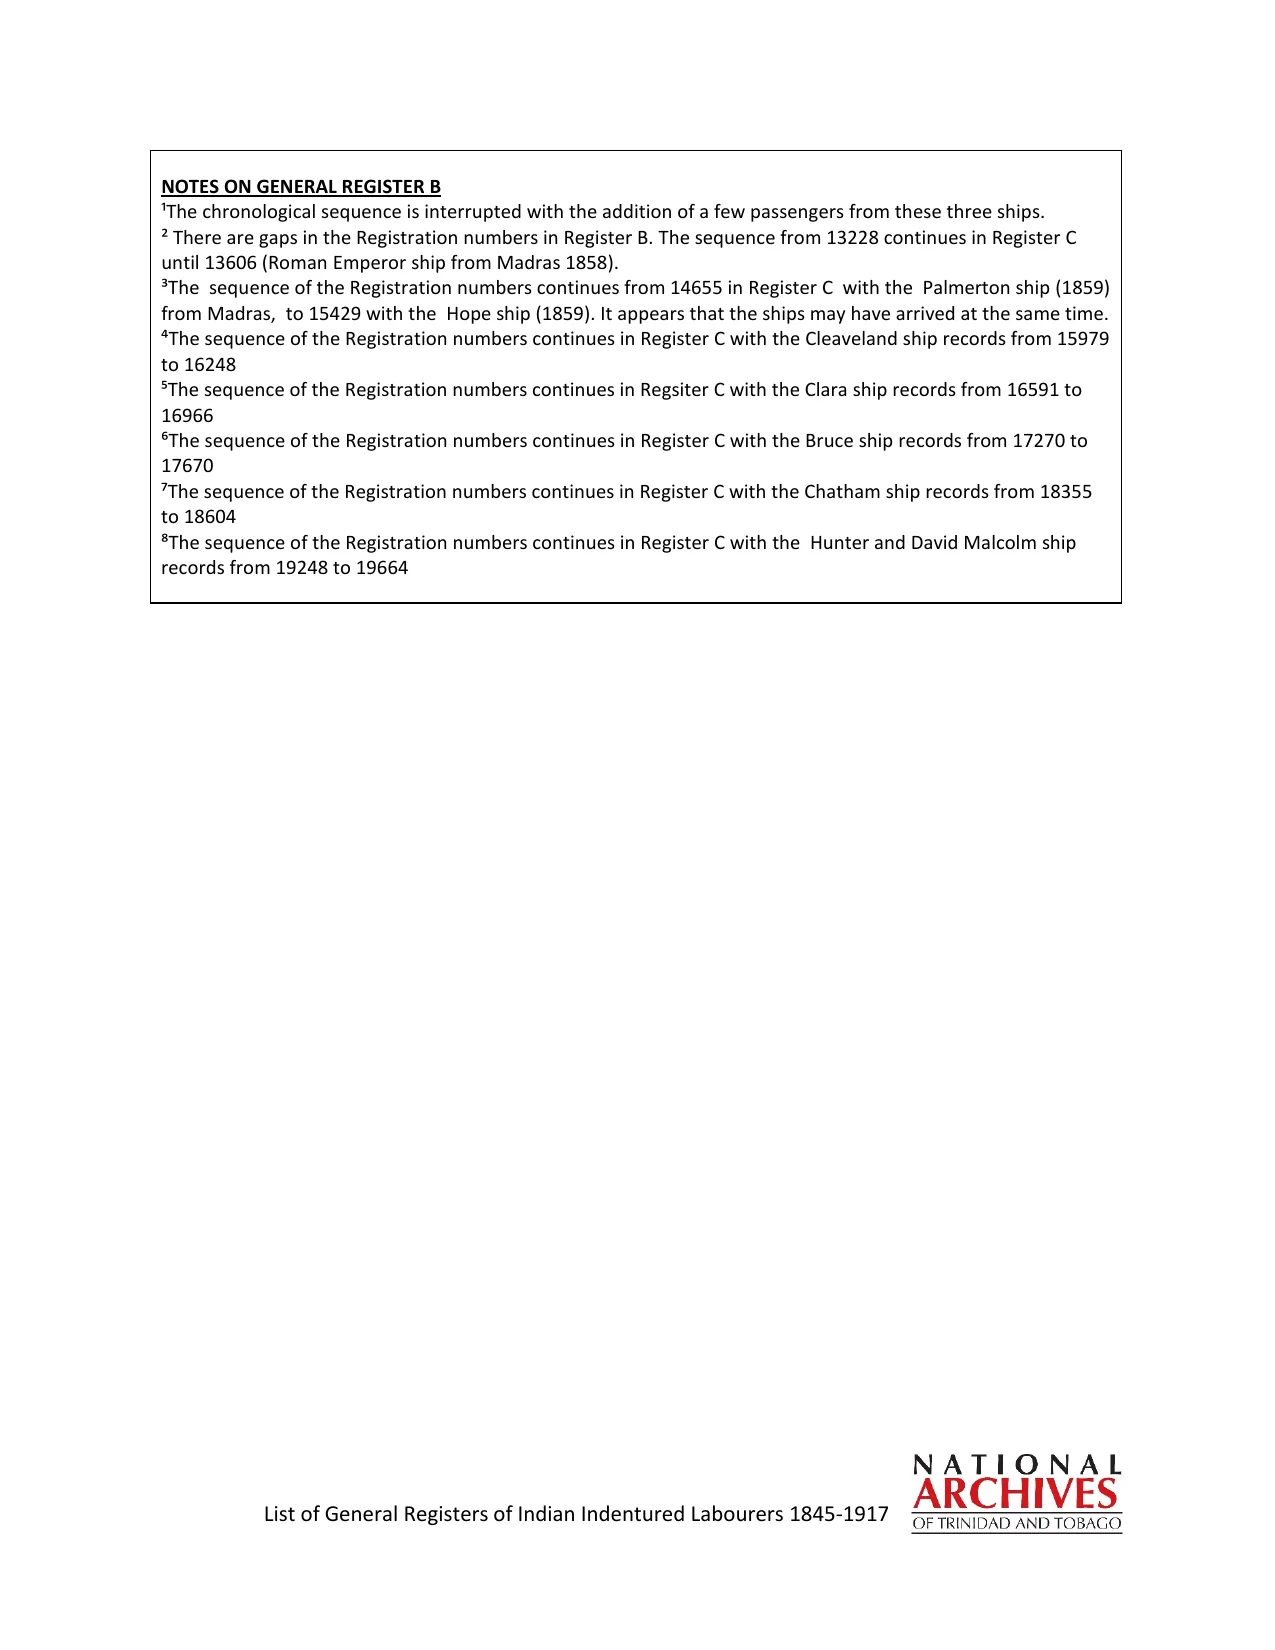 NOTES ON GENERAL REGISTER B
¹The chronological sequence is interrupted with the addition of a few passengers from these three ships.
² There are gaps in the Registration numbers in Register B. The sequence from 13228 continues in Register C
until 13606 (Roman Emperor ship from Madras 1858).
³The  sequence of the Registration numbers continues from 14655 in Register C  with the  Palmerton ship (1859)
from Madras,  to 15429 with the  Hope ship (1859). It appears that the ships may have arrived at the same time.
⁴The sequence of the Registration numbers continues in Register C with the Cleaveland ship records from 15979
to 16248
⁵The sequence of the Registration numbers continues in Regsiter C with the Clara ship records from 16591 to
16966
⁶The sequence of the Registration numbers continues in Register C with the Bruce ship records from 17270 to
17670
⁷The sequence of the Registration numbers continues in Register C with the Chatham ship records from 18355
to 18604
⁸The sequence of the Registration numbers continues in Register C with the  Hunter and David Malcolm ship
records from 19248 to 19664
List of General Registers of Indian Indentured Labourers 1845-1917
NATIONAL
ARCHIVES
OF TRINIDAD AND TOBAGO